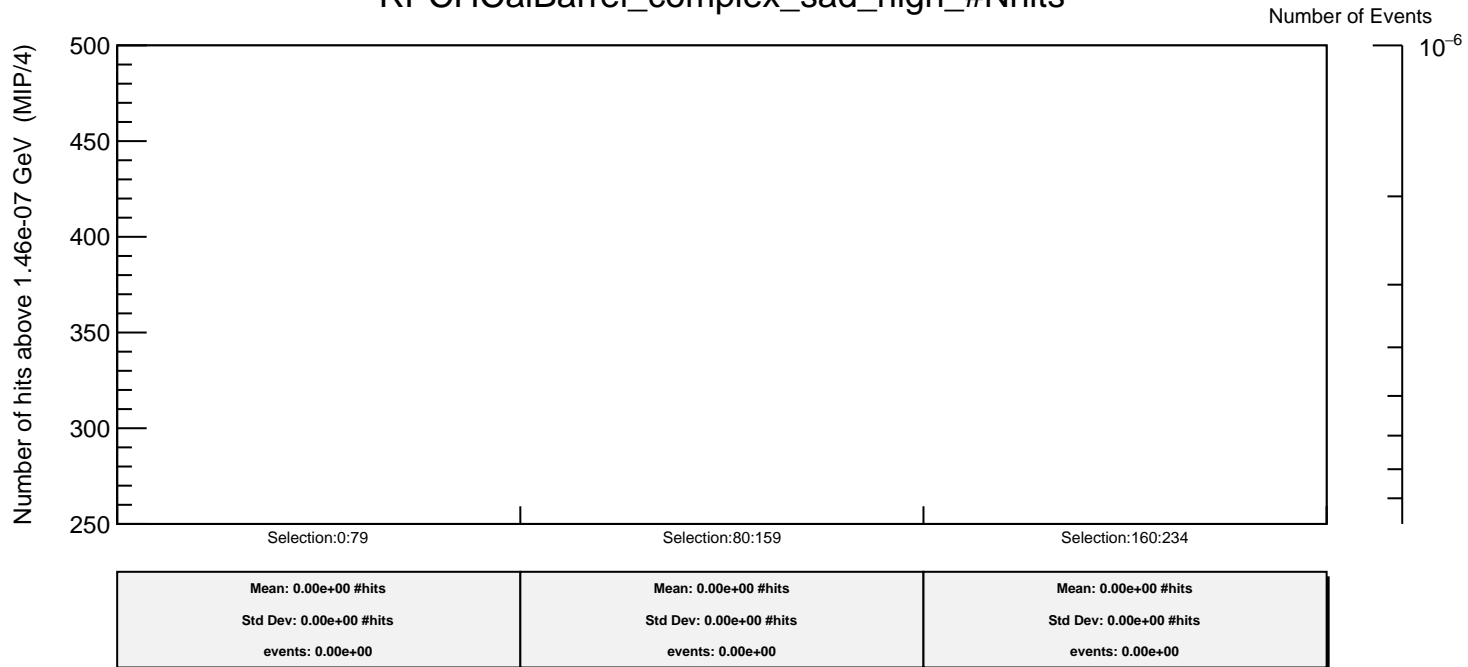 RPCHCalBarrel_complex_sad_high_#Nhits
Number of Events
10⁻⁶
Number of hits above 1.46e-07 GeV (MIP/4)
500
450
400
350
300
250
Selection:0:79
Selection:80:159
Selection:160:234
Mean: 0.00e+00 #hits
Std Dev: 0.00e+00 #hits
events: 0.00e+00
Mean: 0.00e+00 #hits
Std Dev: 0.00e+00 #hits
events: 0.00e+00
Mean: 0.00e+00 #hits
Std Dev: 0.00e+00 #hits
events: 0.00e+00